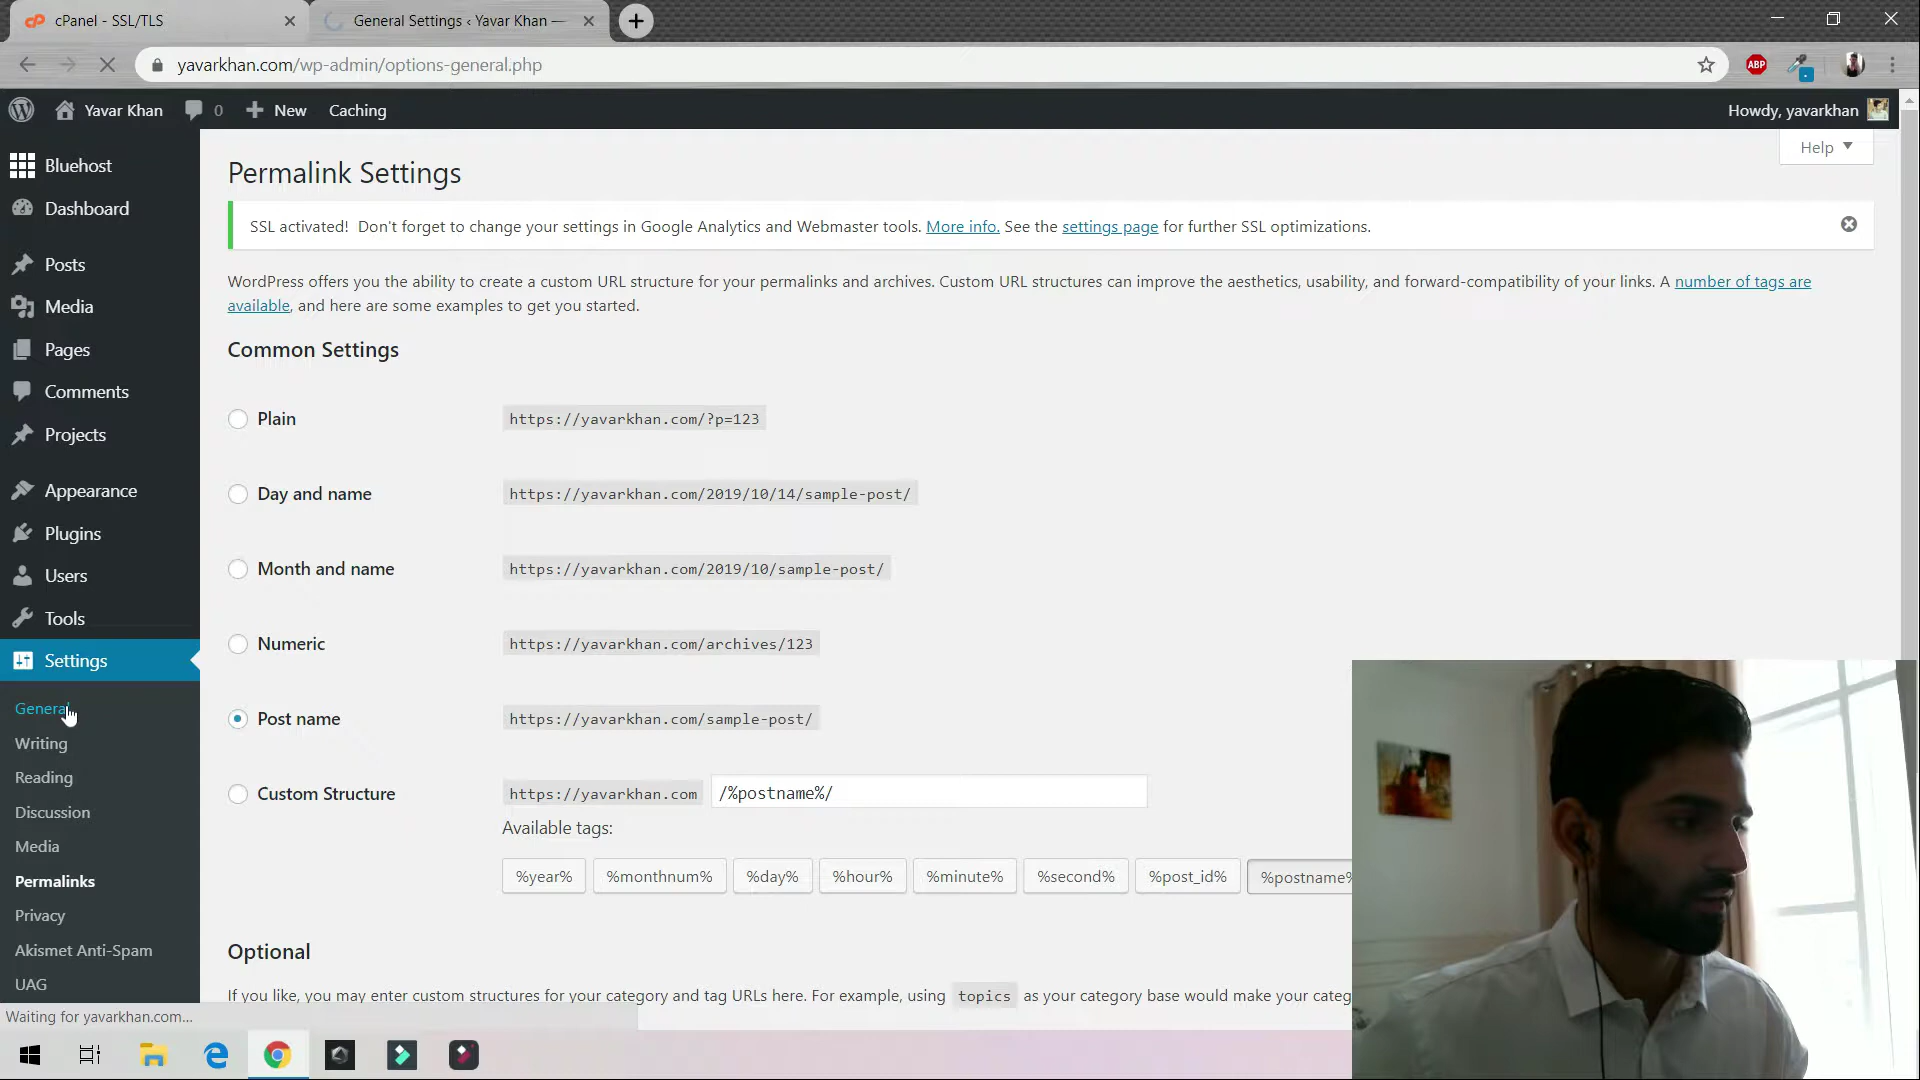 cPanel - SSL/TLS
General Settings ‹ Yavar Khan —
yavarkhan.com/wp-admin/options-general.php
ABP
Yavar Khan
0
New
Caching
Howdy, yavarkhan
Bluehost
Dashboard
Posts
Media
Pages
Comments
Projects
Appearance
Plugins
Users
Tools
Settings
General
Writing
Reading
Discussion
Media
Permalinks
Privacy
Akismet Anti-Spam
UAG
Waiting for yavarkhan.com...
Help
Permalink Settings
SSL activated! Don't forget to change your settings in Google Analytics and Webmaster tools. More info. See the settings page for further SSL optimizations.
WordPress offers you the ability to create a custom URL structure for your permalinks and archives. Custom URL structures can improve the aesthetics, usability, and forward-compatibility of your links. A number of tags are
available, and here are some examples to get you started.
Common Settings
Plain https://yavarkhan.com/?p=123
Day and name https://yavarkhan.com/2019/10/14/sample-post/
Month and name https://yavarkhan.com/2019/10/sample-post/
Numeric https://yavarkhan.com/archives/123
Post name https://yavarkhan.com/sample-post/
Custom Structure https://yavarkhan.com /%postname%/
Available tags:
%year% %monthnum% %day% %hour% %minute% %second% %post_id% %postname%
Optional
If you like, you may enter custom structures for your category and tag URLs here. For example, using topics as your category base would make your categ